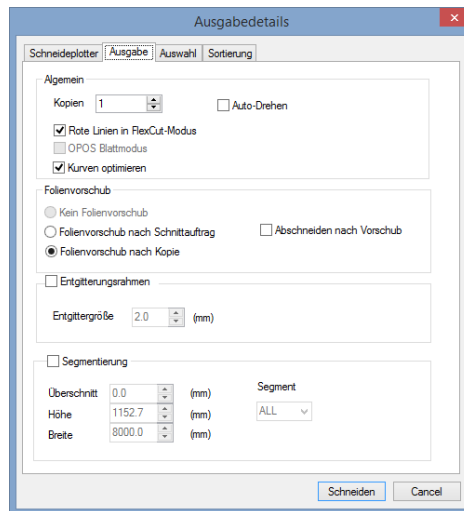 Ausgabedetails
Schneideplotter Ausgabe Auswahl Sortierung
Algemein
Kopien 1 Auto-Drehen
Rote Linien in FlexCut-Modus
OPOS Blattmodus
Kurven optimieren
Folienvorschub
Kein Folienvorschub
Folienvorschub nach Schnittauftrag Abschneiden nach Vorschub
Folienvorschub nach Kopie
Entgitterungsrahmen
Entgittergröße 2.0 (mm)
Segmentierung
Überschnitt 0.0 (mm) Segment
Höhe 1152.7 (mm) ALL
Breite 8000.0 (mm)
Schneiden Cancel